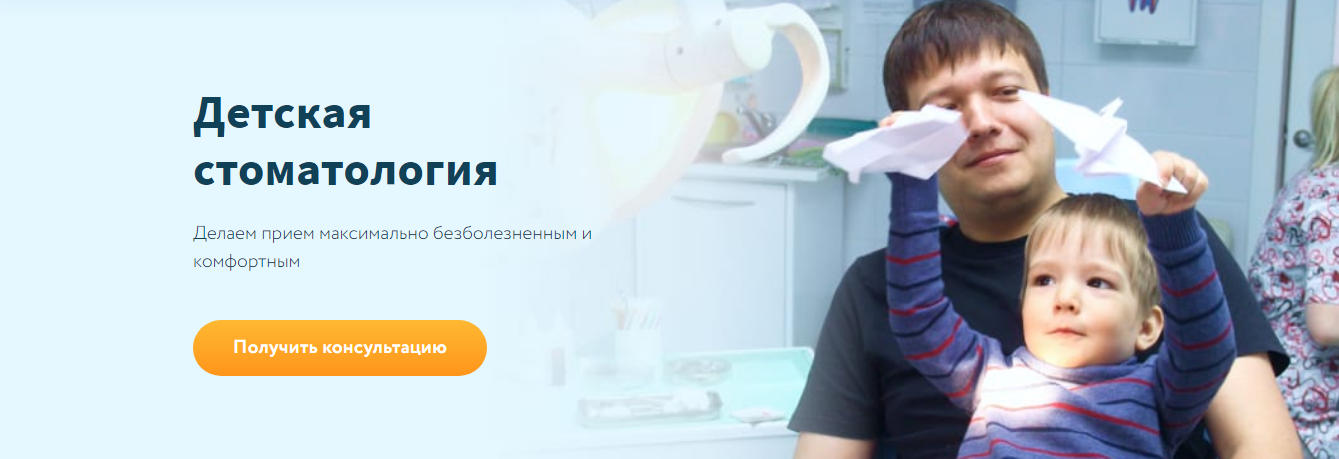 Детская
стоматология
Делаем прием максимально безболезненным и
комфортным
Получить консультацию